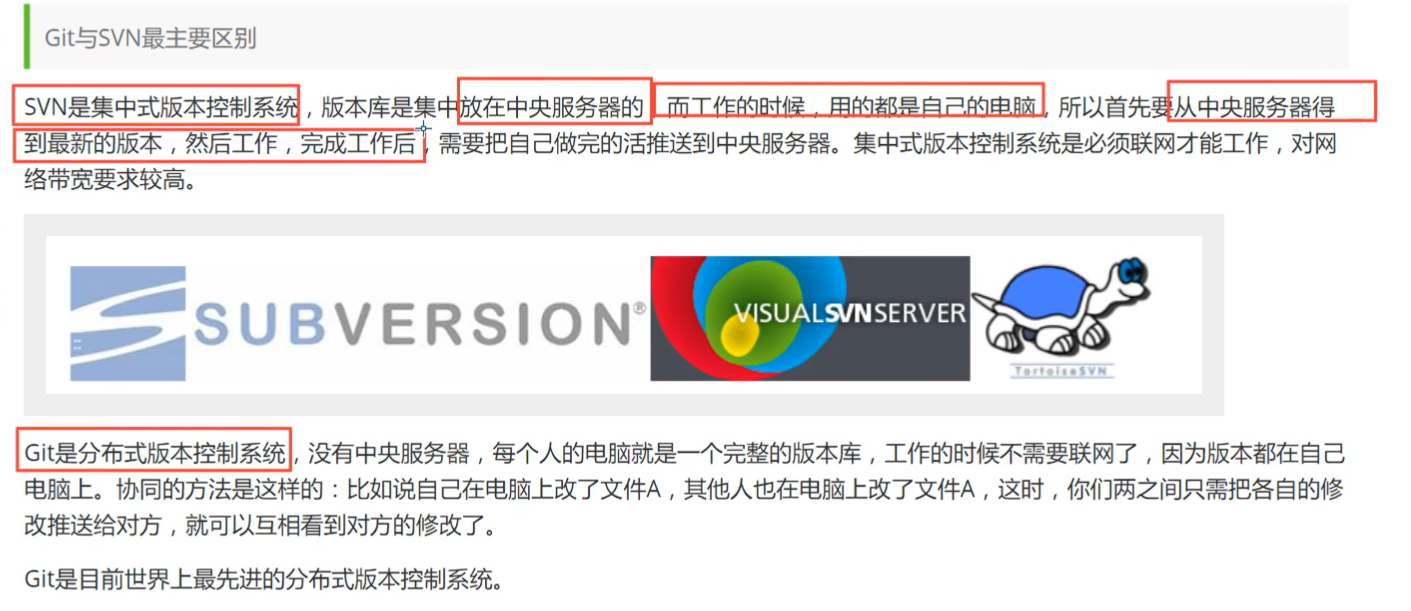 Git与SVN最主要区别
SVN是集中式版本控制系统，版本库是集中放在中央服务器的，而工作的时候，用的都是自己的电脑，所以首先要从中央服务器得
到最新的版本，然后工作，完成工作后，需要把自己做完的活推送到中央服务器。集中式版本控制系统是必须联网才能工作，对网
络带宽要求较高。
SUBVERSION®
VISUALSVNSERVER
TortoiseSVN
Git是分布式版本控制系统，没有中央服务器，每个人的电脑就是一个完整的版本库，工作的时候不需要联网了，因为版本都在自己
电脑上。协同的方法是这样的：比如说自己在电脑上改了文件A，其他人也在电脑上改了文件A，这时，你们两之间只需把各自的修
改推送给对方，就可以互相看到对方的修改了。
Git是目前世界上最先进的分布式版本控制系统。